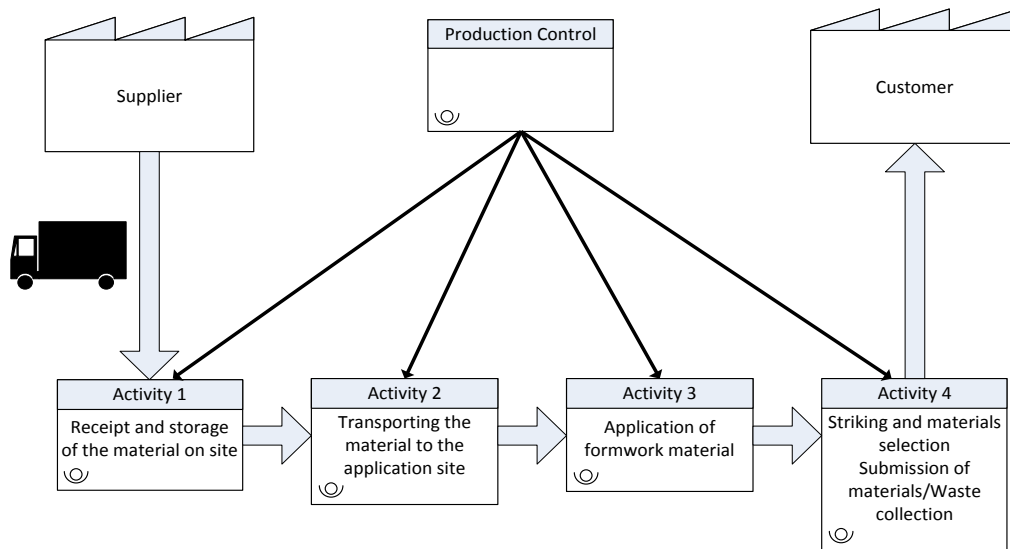 Supplier
Production Control
Customer
Activity 1
Receipt and storage
of the material on site
Activity 2
Transporting the
material to the
application site
Activity 3
Application of
formwork material
Activity 4
Striking and materials
selection
Submission of
materials/Waste
collection